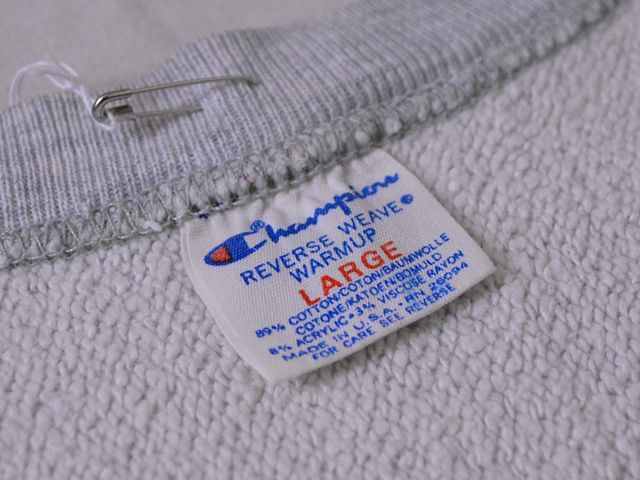 Champion®
REVERSE WEAVE®
WARMUP
LARGE
89% COTTON/COTON/BAUMWOLLE
COTONE/KATOEN/BOMULD
8% ACRYLIC•3% VISCOSE RAYON
MADE IN U.S.A. RN 26094
FOR CARE SEE REVERSE